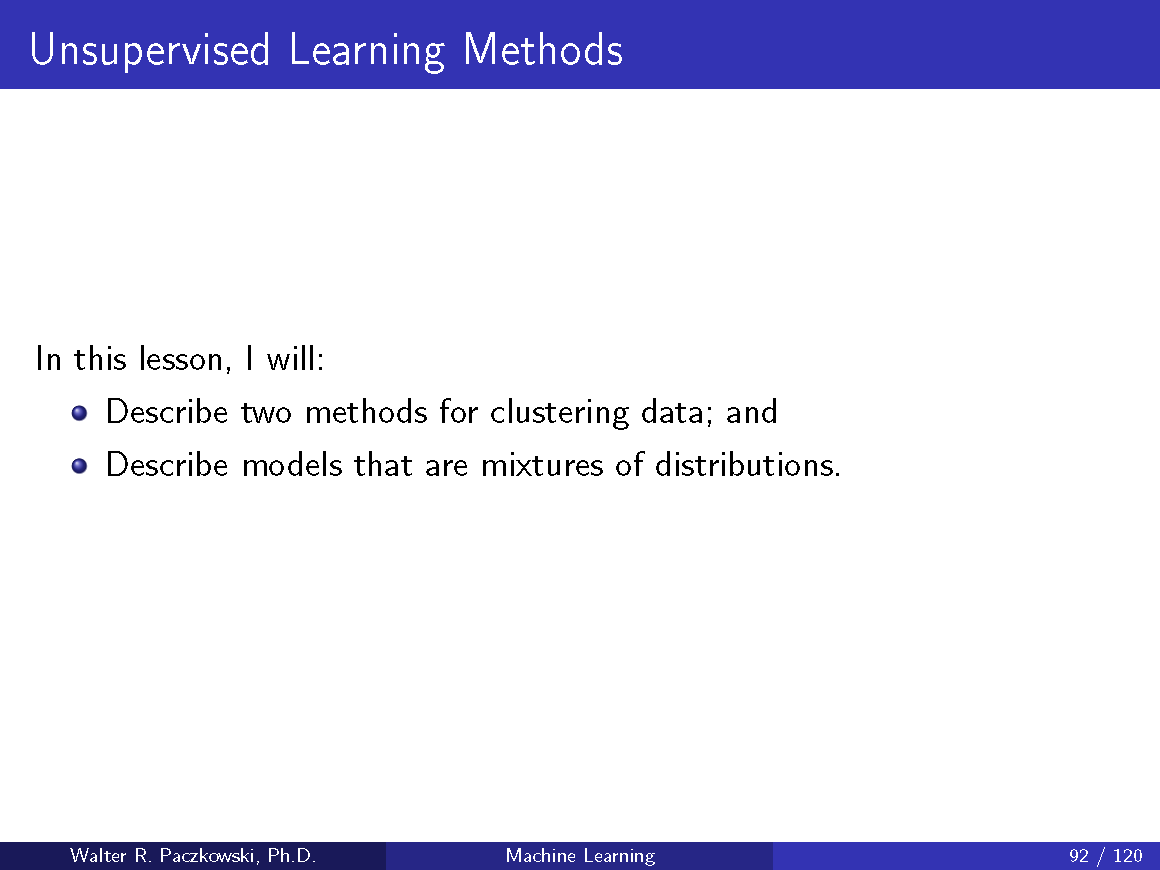 Unsupervised Learning Methods
In this lesson, I will:
Describe two methods for clustering data; and
Describe models that are mixtures of distributions.
Walter R. Paczkowski, Ph.D.
Machine Learning
92 / 120